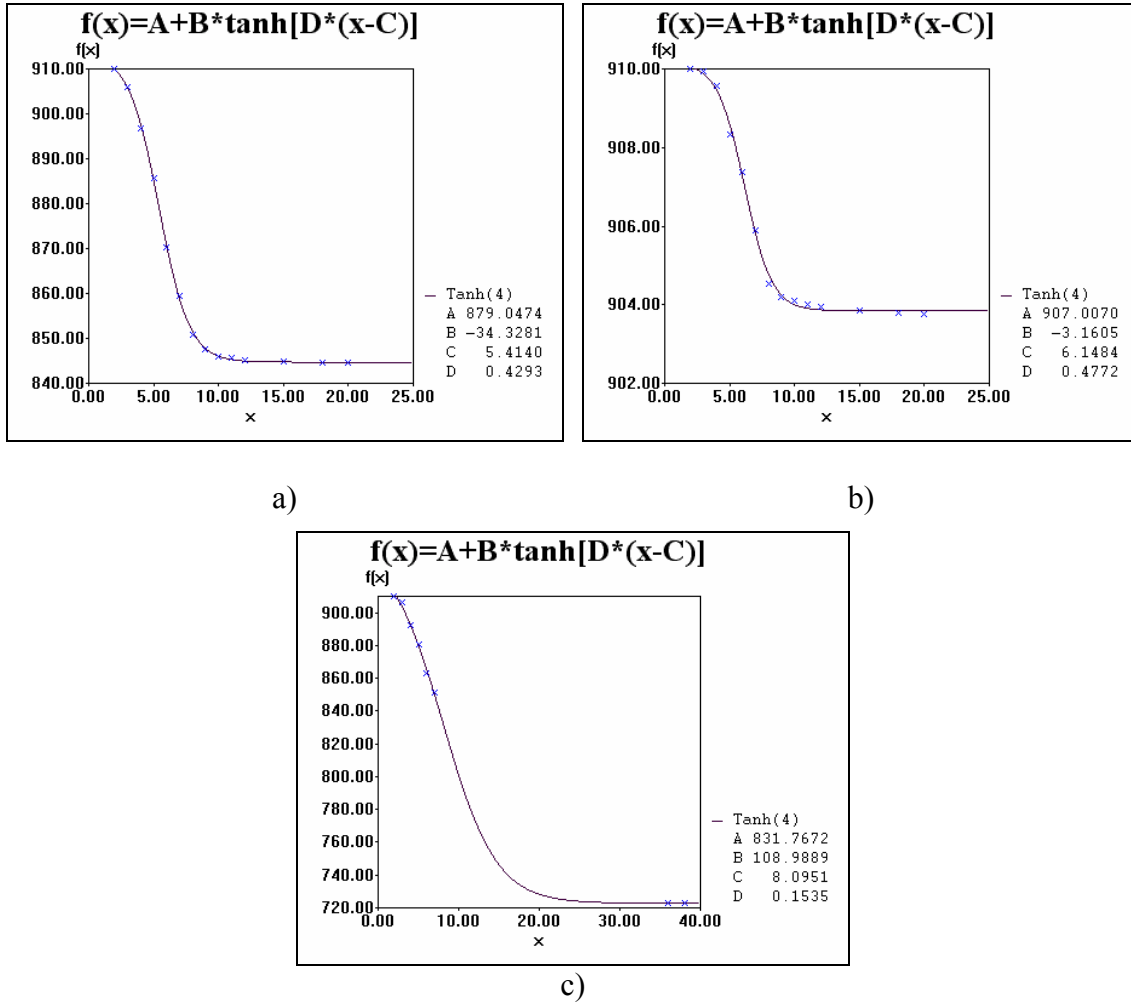 f(x)=A+B*tanh[D*(x-C)]
f(x)
910.00
900.00
890.00
880.00
870.00
860.00
850.00
840.00
0.00 5.00 10.00 15.00 20.00 25.00
x
Tanh(4)
A 879.0474
B -34.3281
C 5.4140
D 0.4293
a)
f(x)=A+B*tanh[D*(x-C)]
f(x)
910.00
908.00
906.00
904.00
902.00
0.00 5.00 10.00 15.00 20.00 25.00
x
Tanh(4)
A 907.0070
B -3.1605
C 6.1484
D 0.4772
b)
f(x)=A+B*tanh[D*(x-C)]
f(x)
900.00
880.00
860.00
840.00
820.00
800.00
780.00
760.00
740.00
720.00
0.00 10.00 20.00 30.00 40.00
x
Tanh(4)
A 831.7672
B 108.9889
C 8.0951
D 0.1535
c)